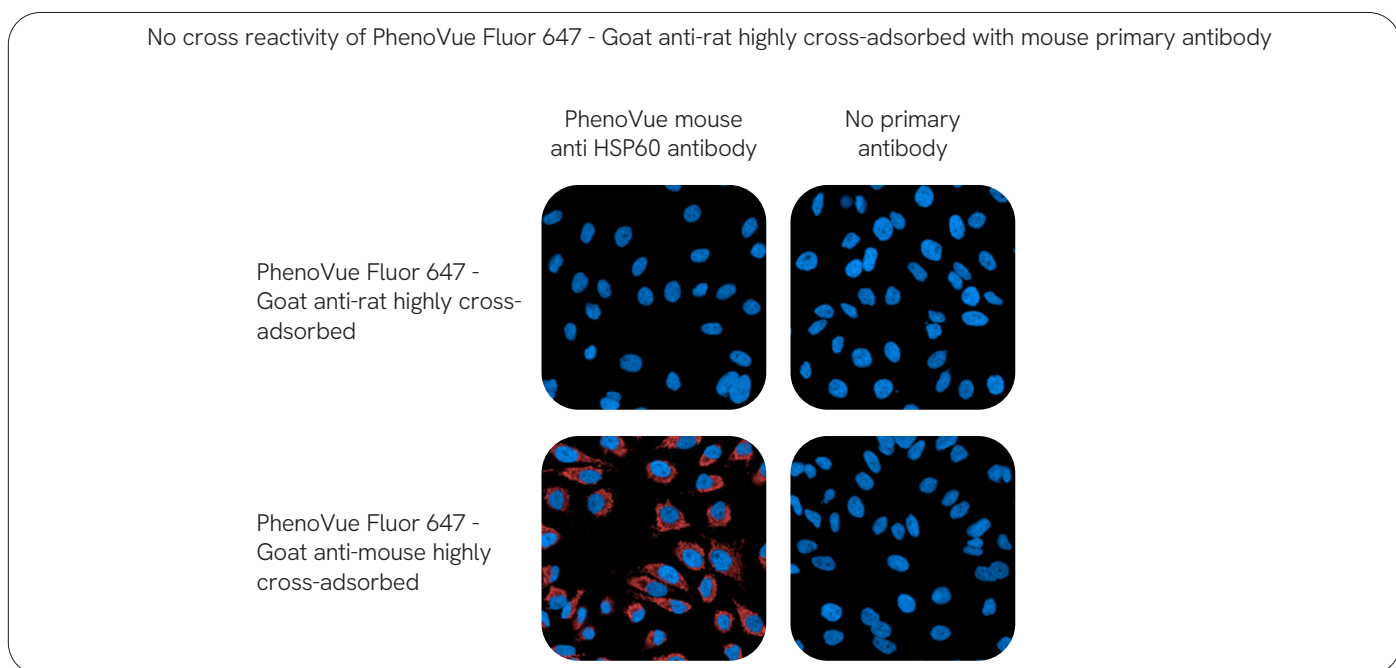 No cross reactivity of PhenoVue Fluor 647 - Goat anti-rat highly cross-adsorbed with mouse primary antibody
PhenoVue mouse
anti HSP60 antibody
No primary
antibody
PhenoVue Fluor 647 -
Goat anti-rat highly cross-
adsorbed
PhenoVue Fluor 647 -
Goat anti-mouse highly
cross-adsorbed